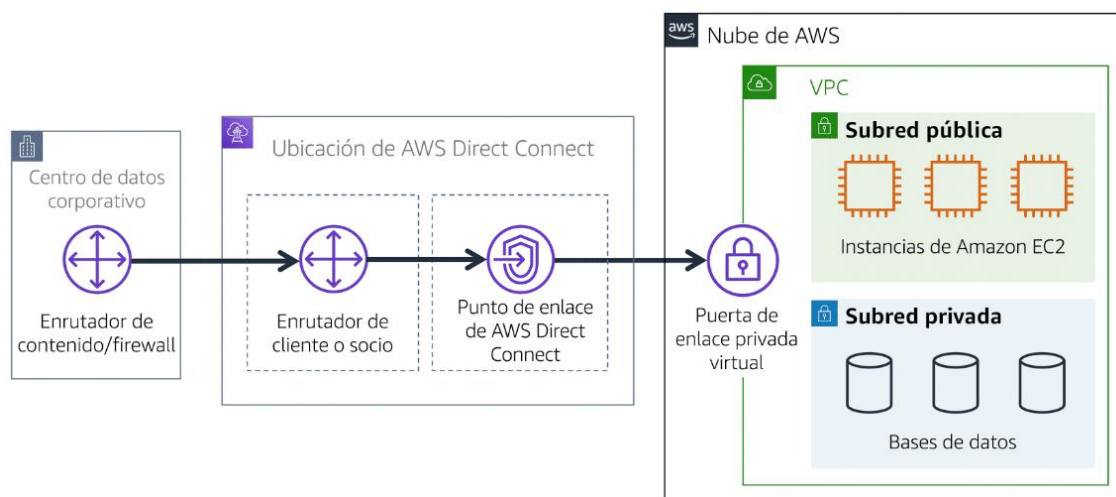 aws
Nube de AWS
VPC
Subred pública
Instancias de Amazon EC2
Subred privada
Bases de datos
Ubicación de AWS Direct Connect
Centro de datos
corporativo
Enrutador de
contenido/firewall
Enrutador de
cliente o socio
Punto de enlace
de AWS Direct
Connect
Puerta de
enlace privada
virtual